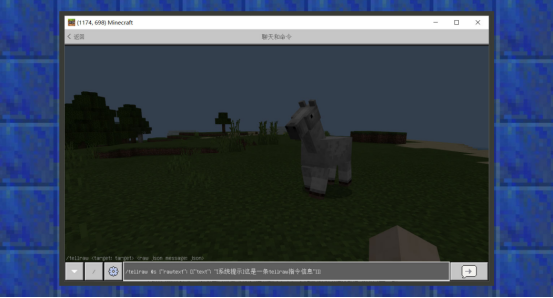 (1174, 698) Minecraft
返回
聊天和命令
/tellraw <target: target> <raw json message: json>
/tellraw @s {"rawtext": [{"text": "[系统提示]这是一条tellraw指令信息"}]}